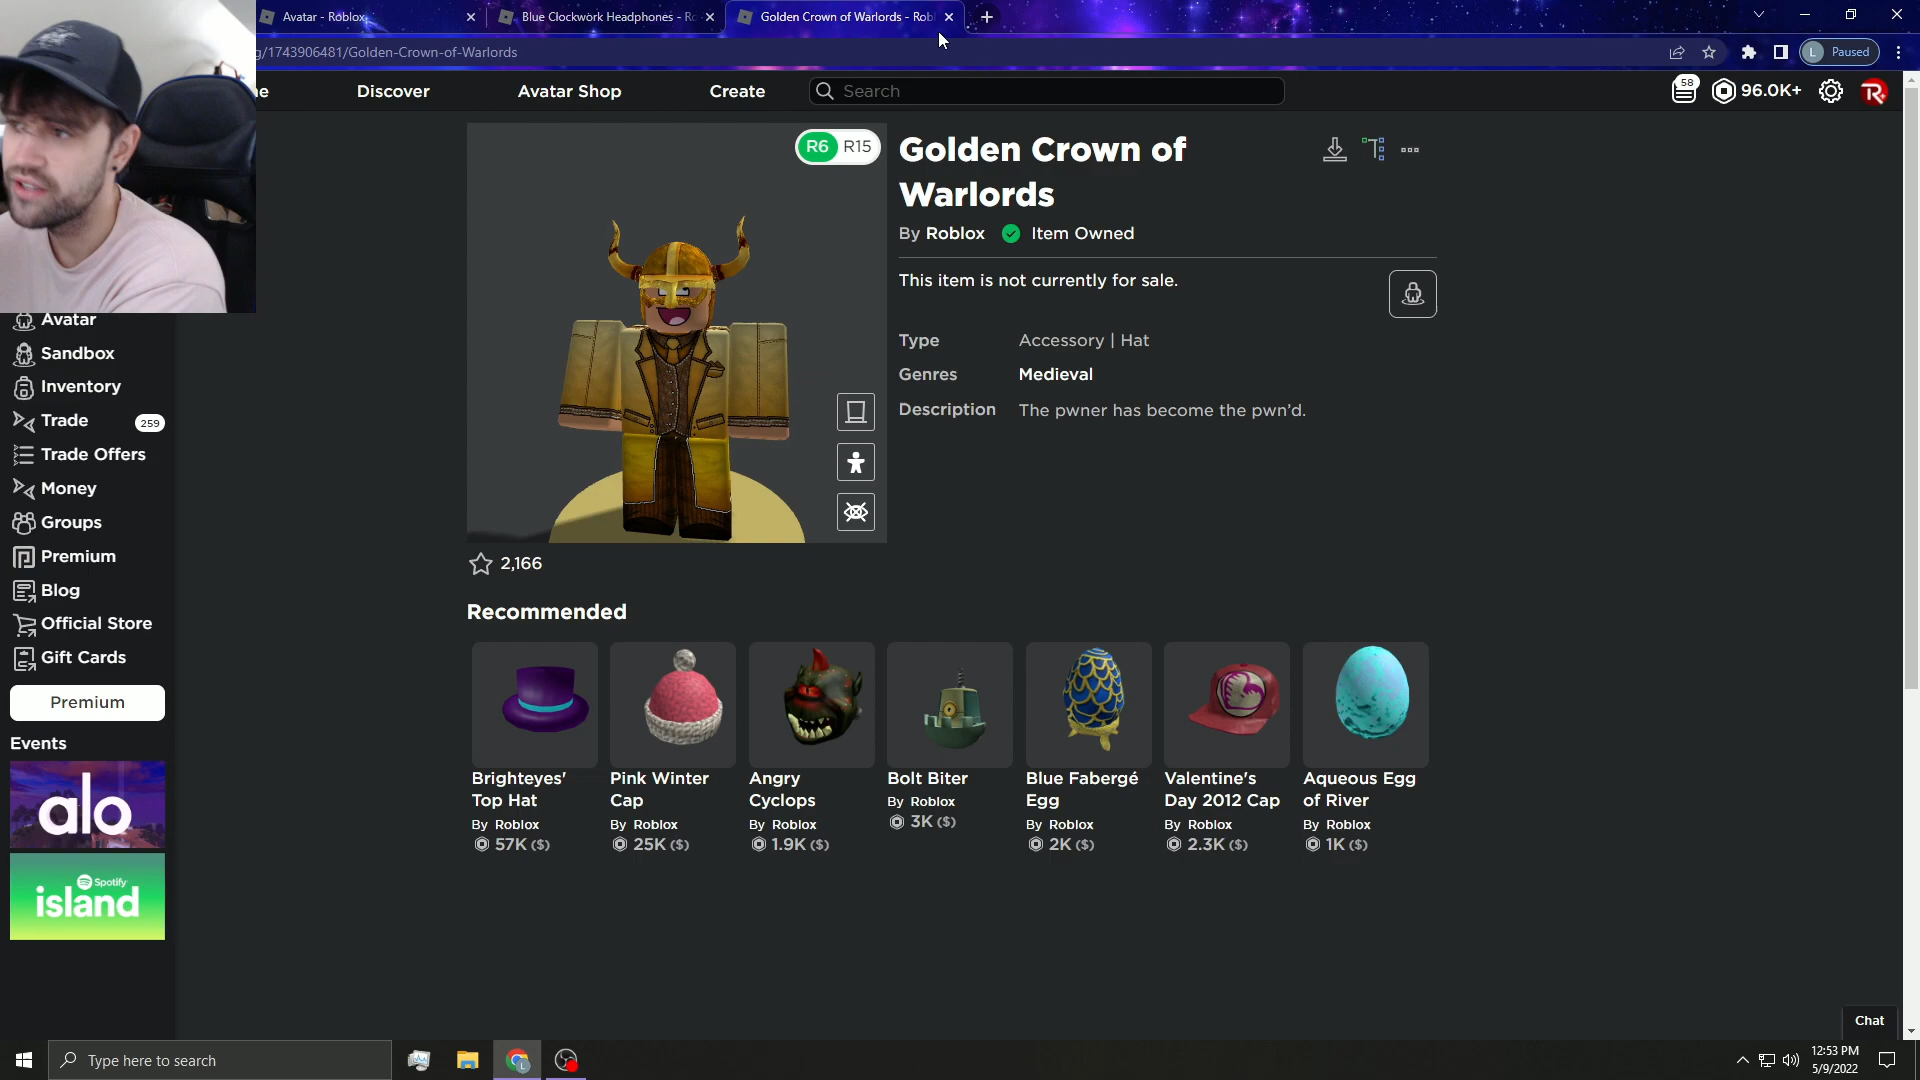 Avatar - Roblox
Blue Clockwork Headphones - Ro
Golden Crown of Warlords - Robl
g/1743906481/Golden-Crown-of-Warlords
L Paused
Discover
Avatar Shop
Create
Search
58
96.0K+
R6 R15
Golden Crown of
Warlords
By Roblox Item Owned
This item is not currently for sale.
Type Accessory | Hat
Genres Medieval
Description The pwner has become the pwn'd.
2,166
Avatar
Sandbox
Inventory
Trade 259
Trade Offers
Money
Groups
Premium
Blog
Official Store
Gift Cards
Premium
Events
alo
Spotify
island
Recommended
Brighteyes'
Top Hat
By Roblox
57K ($)
Pink Winter
Cap
By Roblox
25K ($)
Angry
Cyclops
By Roblox
1.9K ($)
Bolt Biter
By Roblox
3K ($)
Blue Fabergé
Egg
By Roblox
2K ($)
Valentine's
Day 2012 Cap
By Roblox
2.3K ($)
Aqueous Egg
of River
By Roblox
1K ($)
Chat
Type here to search
12:53 PM
5/9/2022